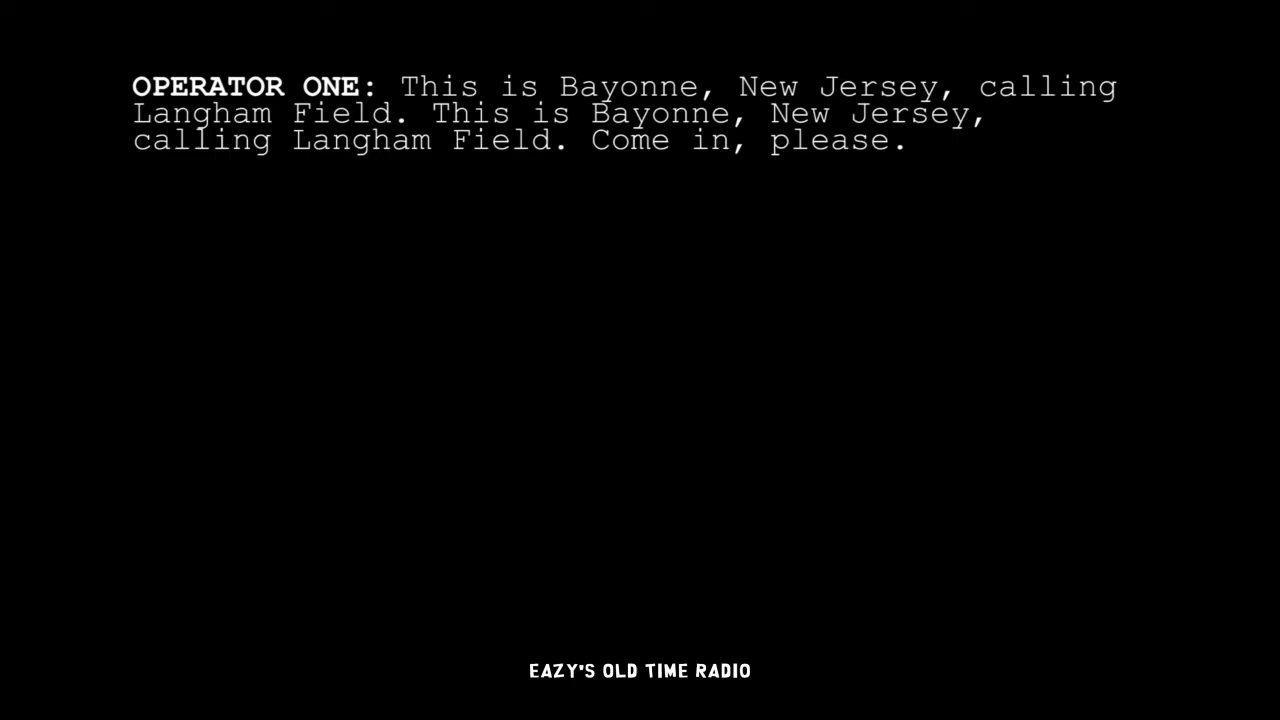 OPERATOR ONE: This is Bayonne, New Jersey, calling
Langham Field. This is Bayonne, New Jersey,
calling Langham Field. Come in, please.
EAZY'S OLD TIME RADIO